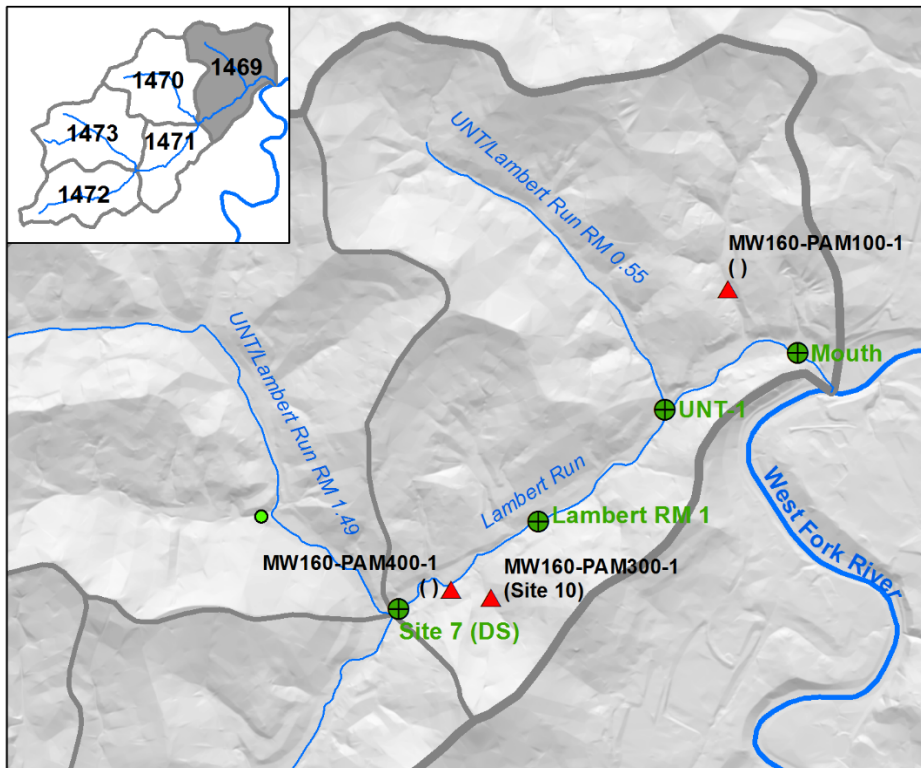 1469
1470
1473
1471
1472
UNT/Lambert Run RM 0.55
MW160-PAM100-1
( )
UNT/Lambert Run RM 1.49
Mouth
UNT-1
Lambert Run
Lambert RM 1
West Fork River
MW160-PAM400-1
( )
MW160-PAM300-1
(Site 10)
Site 7 (DS)